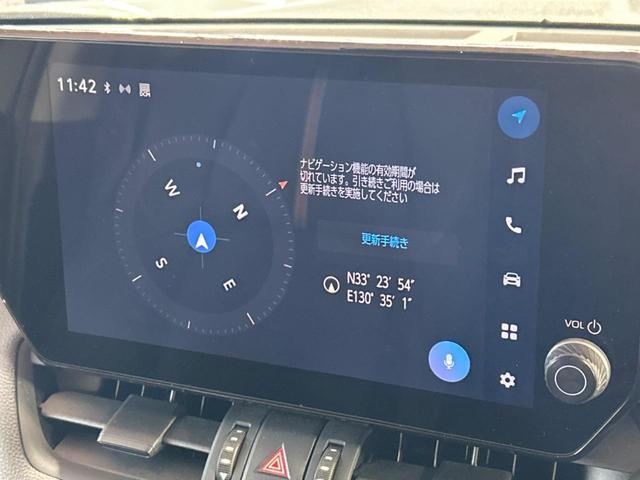 11:42
ナビゲーション機能の有効期間が
切れています。引き続きご利用の場合は
更新手続きを実施してください
W
N
S
E
更新手続き
N33° 23′ 54″
E130° 35′ 1″
VOL